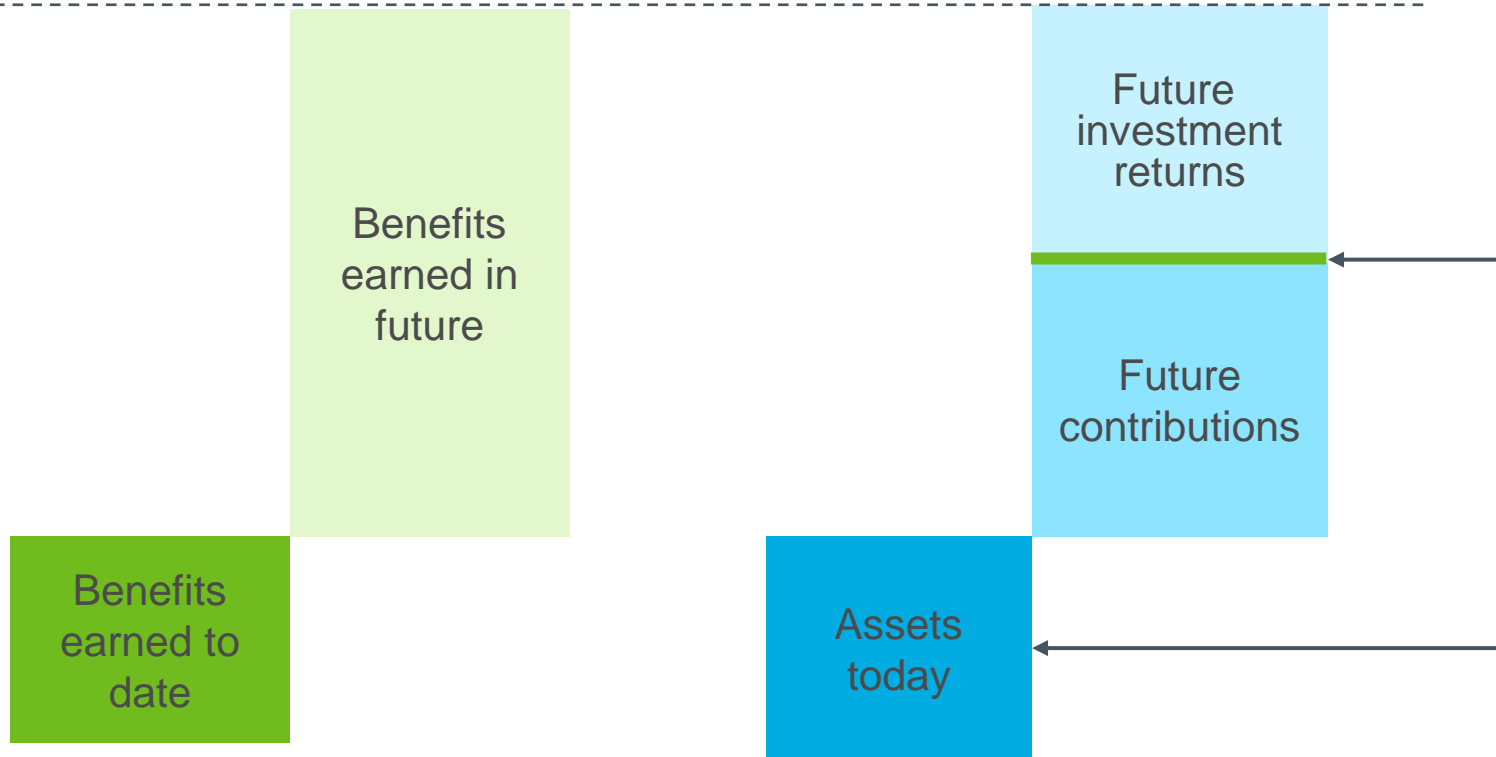 Benefits
earned in
future
Benefits
earned to
date
Future
investment
returns
Future
contributions
Assets
today